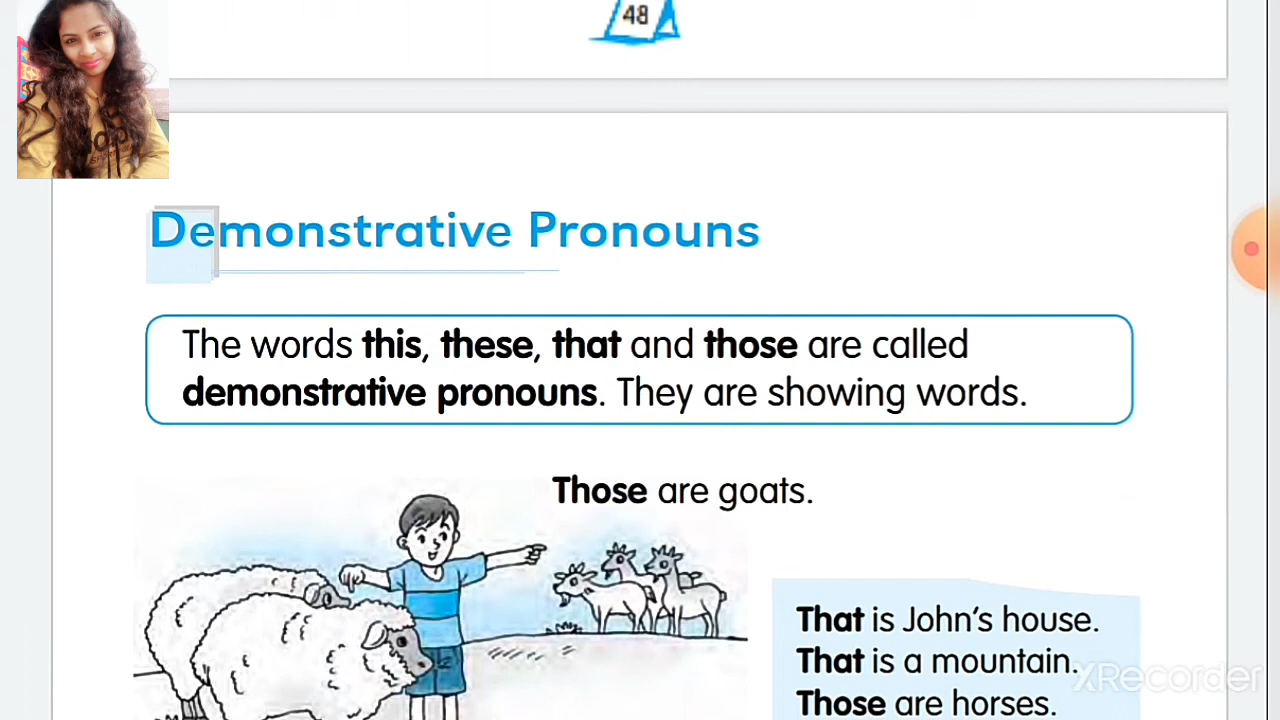 48
Demonstrative Pronouns
The words this, these, that and those are called
demonstrative pronouns. They are showing words.
Those are goats.
That is John's house.
That is a mountain.
Those are horses.
XRecorder